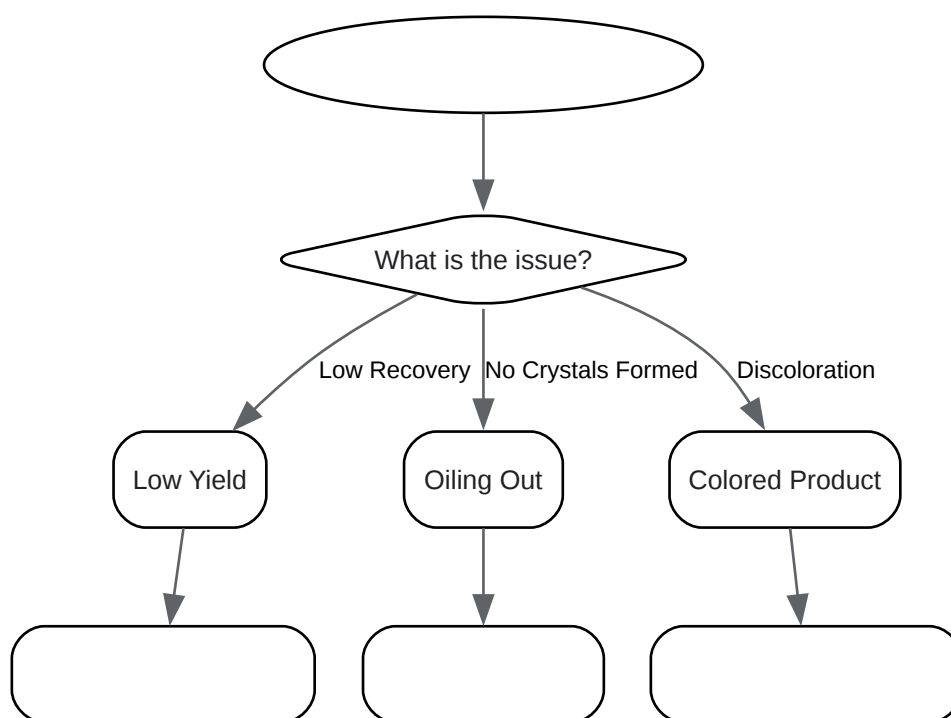 What is the issue?
Low Recovery
No Crystals Formed
Discoloration
Low Yield
Oiling Out
Colored Product